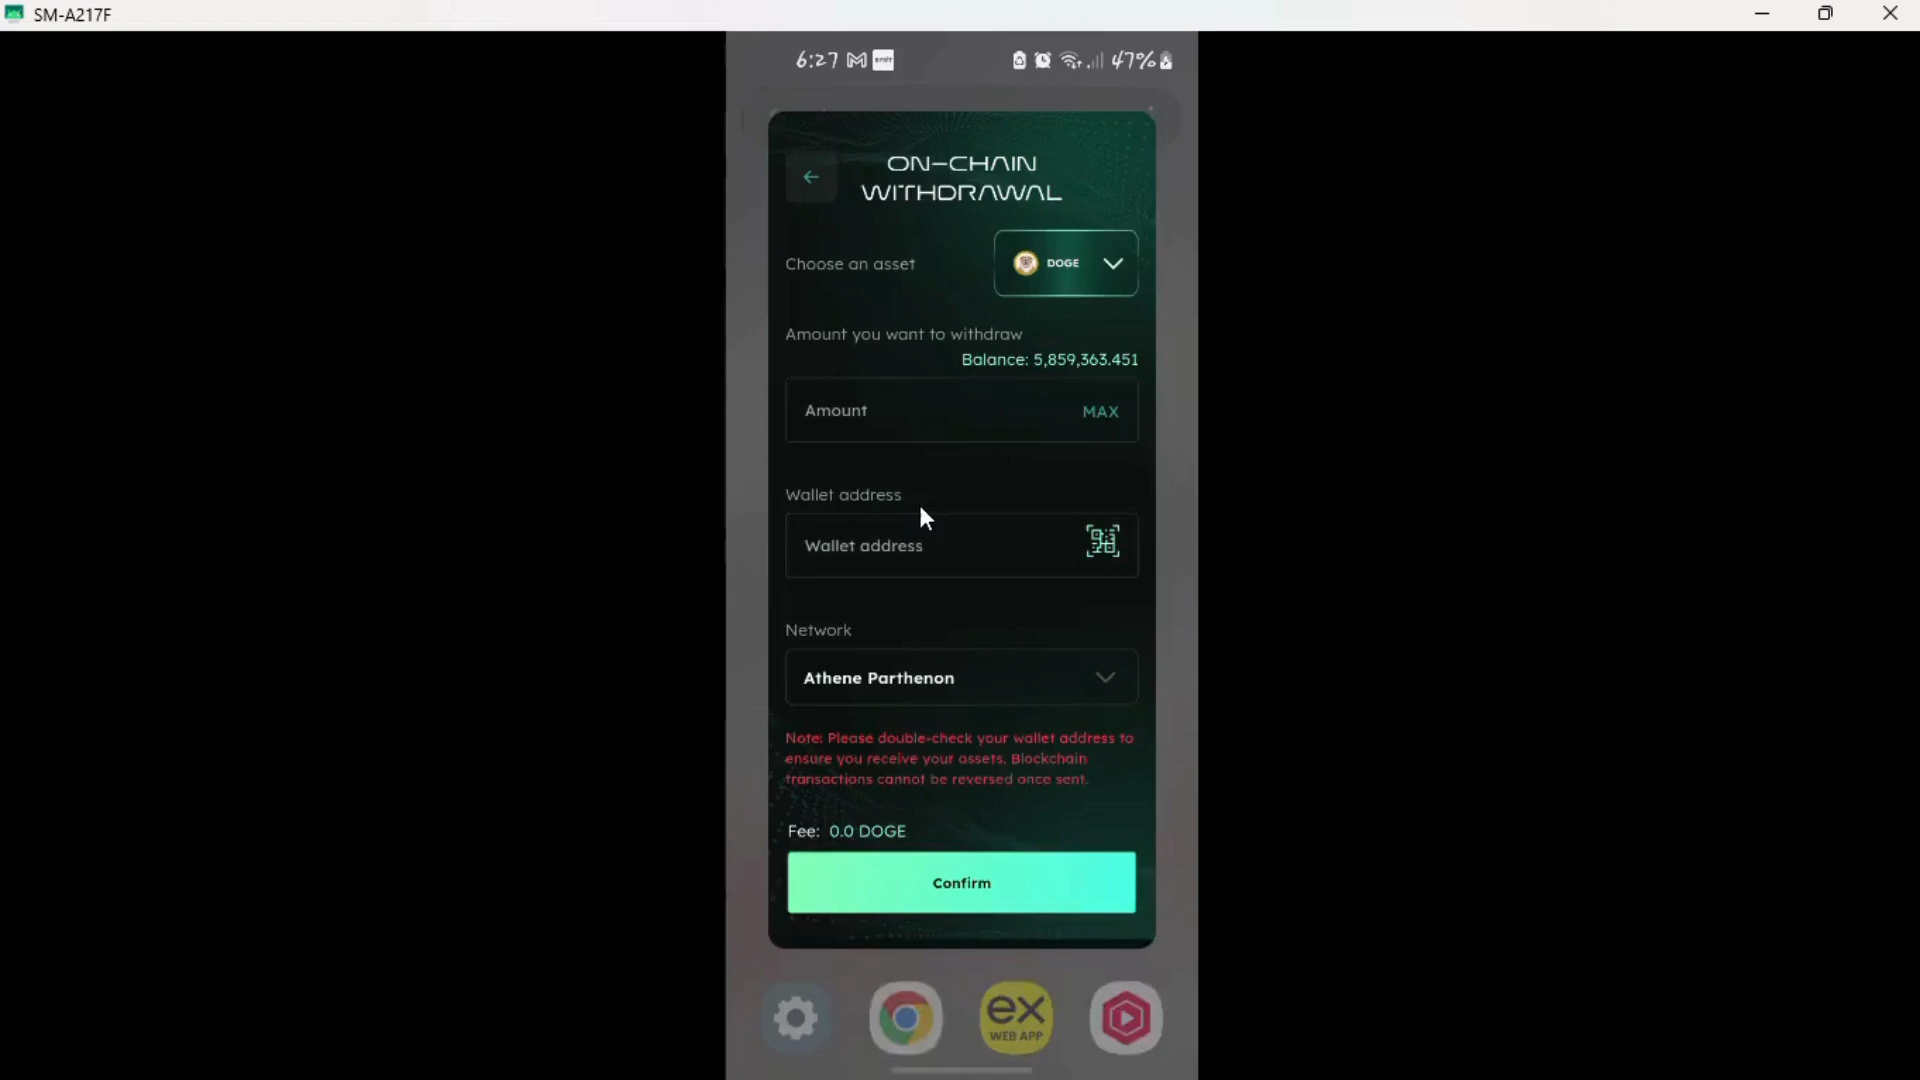 SM-A217F
6:27
47%
ON-CHAIN
WITHDRAWAL
Choose an asset
DOGE
Amount you want to withdraw
Balance: 5,859,363.451
Amount
MAX
Wallet address
Wallet address
Network
Athene Parthenon
Note: Please double-check your wallet address to
ensure you receive your assets. Blockchain
transactions cannot be reversed once sent.
Fee: 0.0 DOGE
Confirm
ex
WEB APP